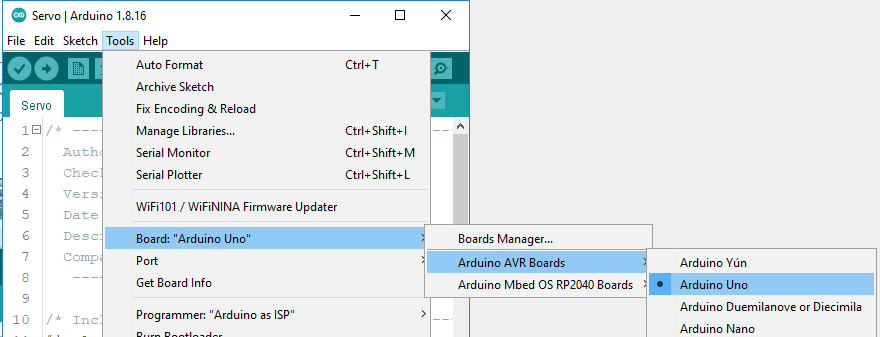 Servo | Arduino 1.8.16
File Edit Sketch Tools Help
Servo
1 /* ----
2 Autho
3 Chec
4 Versi
5 Date
6 Descr
7 Compa
8 ----
9
10 /* Incl
Auto Format Ctrl+T
Archive Sketch
Fix Encoding & Reload
Manage Libraries... Ctrl+Shift+I
Serial Monitor Ctrl+Shift+M
Serial Plotter Ctrl+Shift+L
WiFi101 / WiFiNINA Firmware Updater
Board: "Arduino Uno"
Port
Get Board Info
Programmer: "Arduino as ISP"
Burn Bootloader
Boards Manager...
Arduino AVR Boards
Arduino Mbed OS RP2040 Boards
Arduino Yún
Arduino Uno
Arduino Duemilanove or Diecimila
Arduino Nano